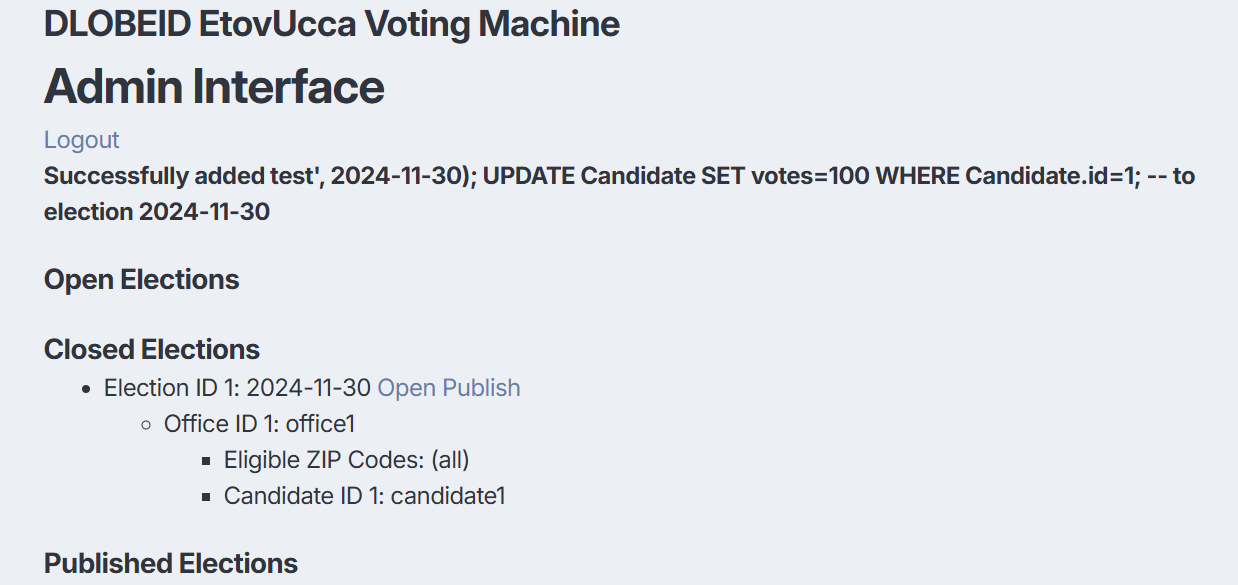 DLOBEID EtovUcca Voting Machine
Admin Interface
Logout
Successfully added test', 2024-11-30); UPDATE Candidate SET votes=100 WHERE Candidate.id=1; -- to
election 2024-11-30
Open Elections
Closed Elections
Election ID 1: 2024-11-30 Open Publish
Office ID 1: office1
Eligible ZIP Codes: (all)
Candidate ID 1: candidate1
Published Elections